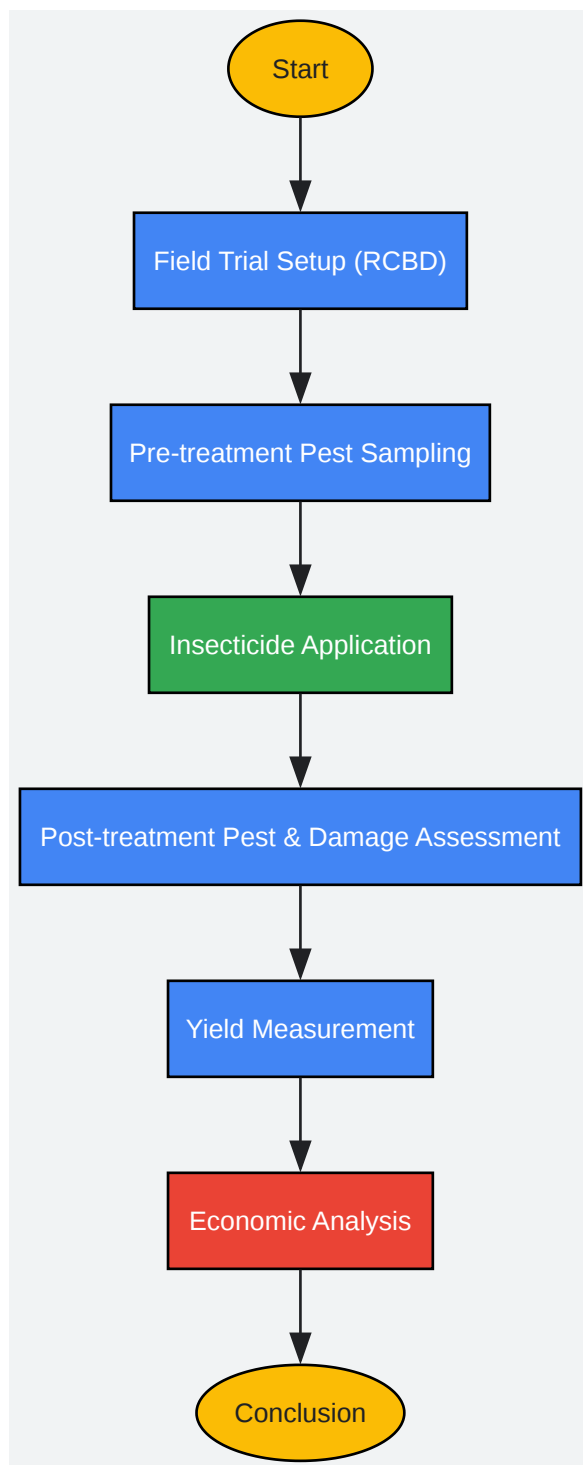 Start
Field Trial Setup (RCBD)
Pre-treatment Pest Sampling
Insecticide Application
Post-treatment Pest & Damage Assessment
Yield Measurement
Economic Analysis
Conclusion